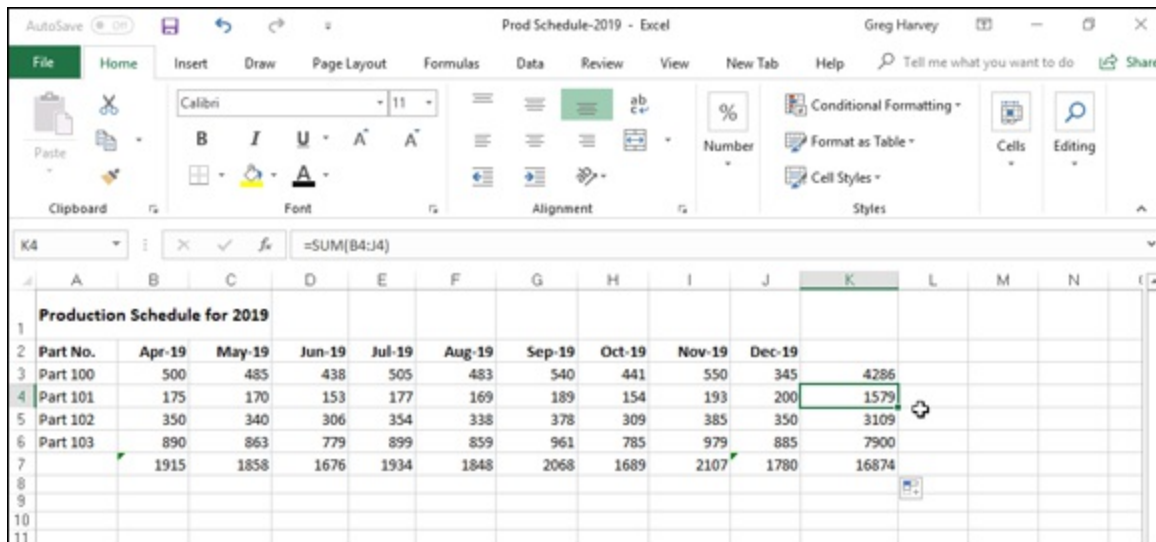 AutoSave Off Prod Schedule-2019 - Excel Greg Harvey
File Home Insert Draw Page Layout Formulas Data Review View New Tab Help Tell me what you want to do Share
Calibri 11 ab Conditional Formatting
Paste B I U A A % Number Format as Table Cells Editing
A Cell Styles
Clipboard Font Alignment Styles
K4 fx =SUM(B4:J4)
A B C D E F G H I J K L M N
1 Production Schedule for 2019
2 Part No. Apr-19 May-19 Jun-19 Jul-19 Aug-19 Sep-19 Oct-19 Nov-19 Dec-19
3 Part 100 500 485 438 505 483 540 441 550 345 4286
4 Part 101 175 170 153 177 169 189 154 193 200 1579
5 Part 102 350 340 306 354 338 378 309 385 350 3109
6 Part 103 890 863 779 899 859 961 785 979 885 7900
7 1915 1858 1676 1934 1848 2068 1689 2107 1780 16874
8
9
10
11